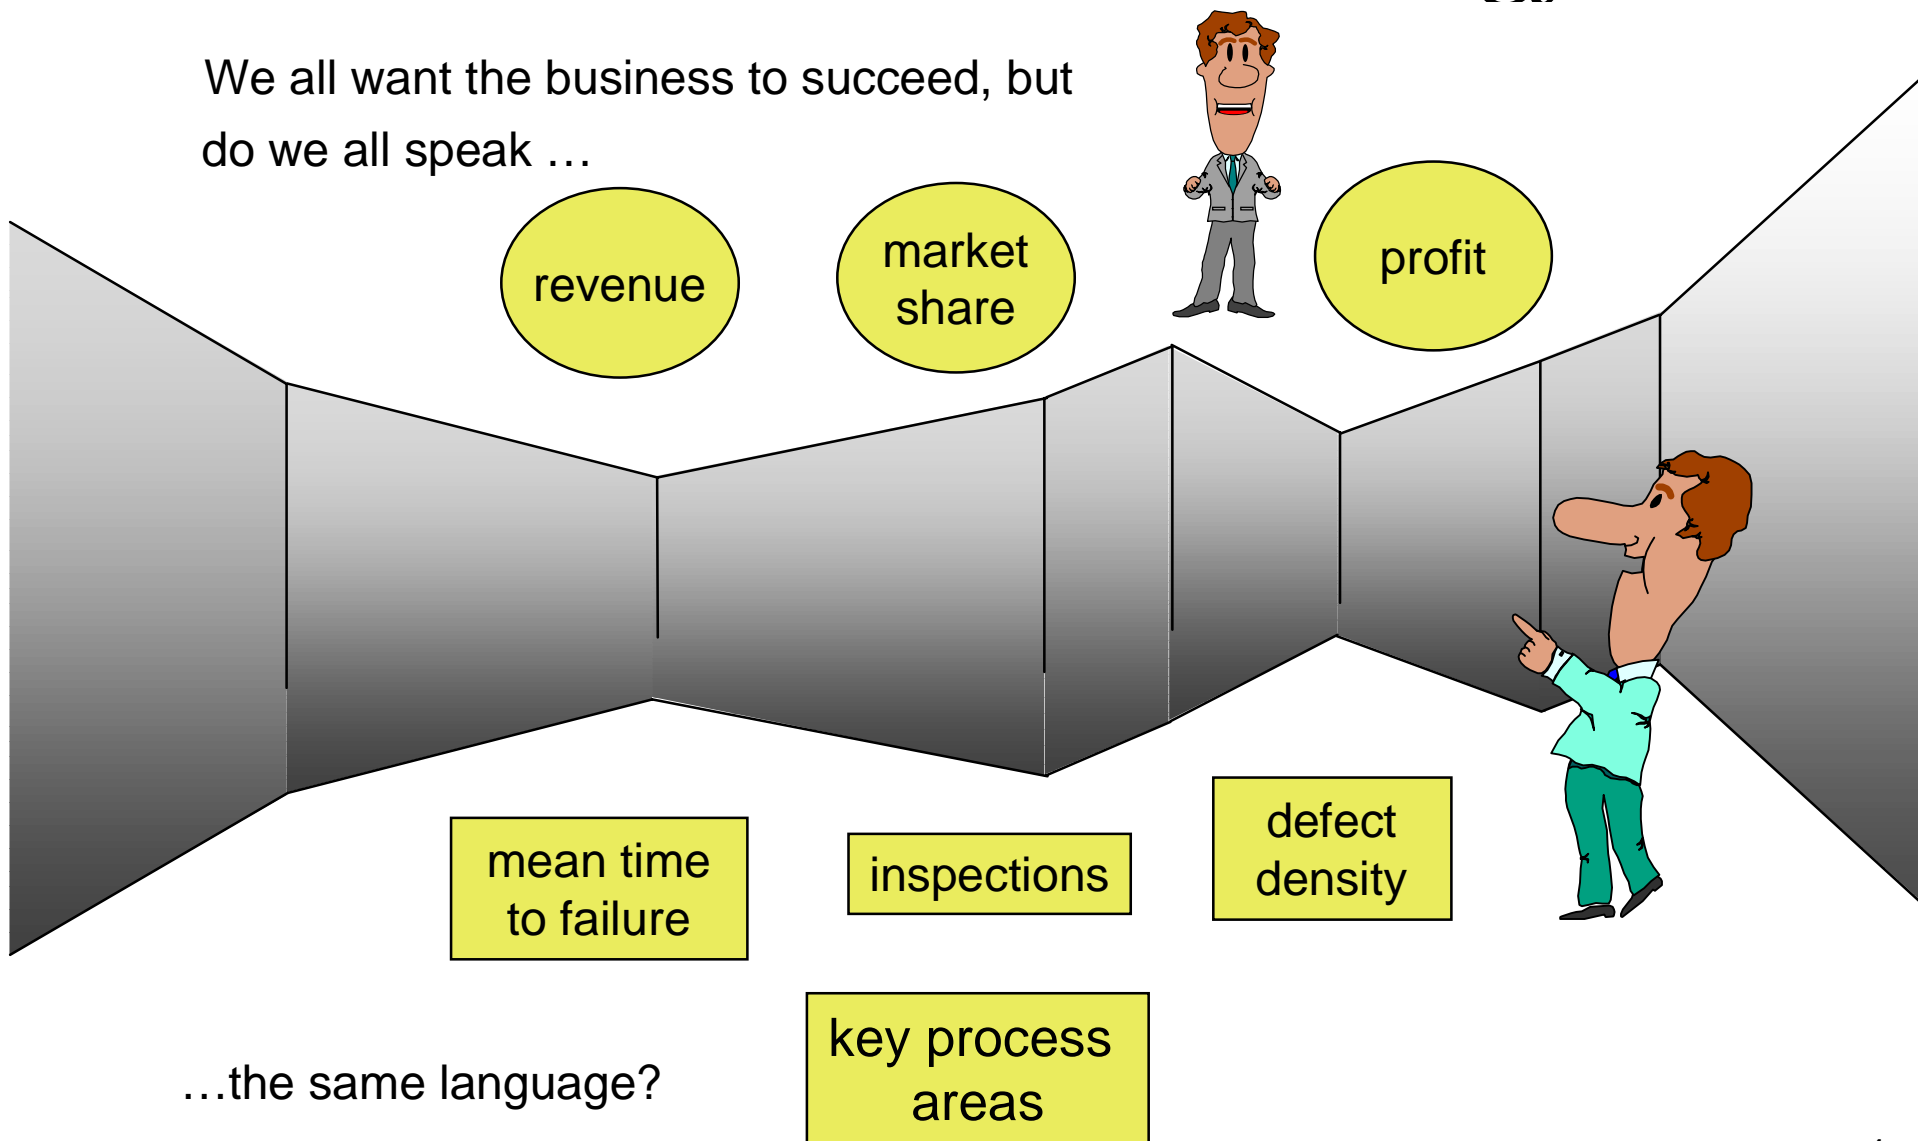 We all want the business to succeed, but
do we all speak …
revenue
market
share
profit
mean time
to failure
inspections
defect
density
key process
areas
…the same language?